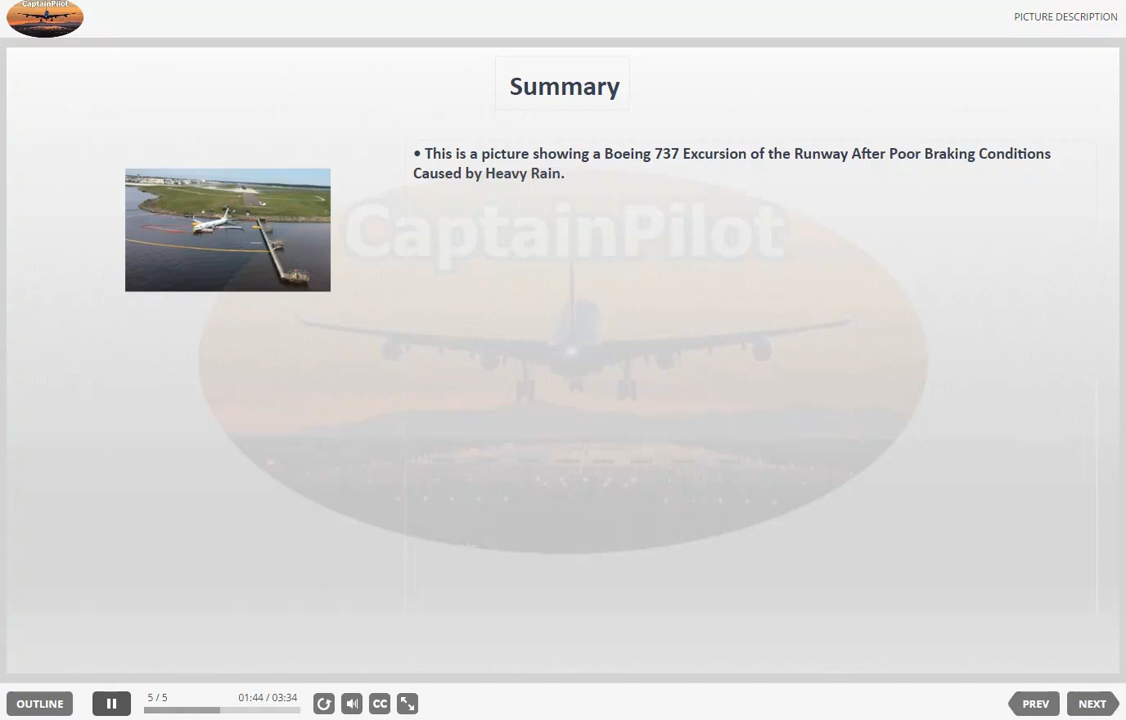 CaptainPilot
PICTURE DESCRIPTION
Summary
• This is a picture showing a Boeing 737 Excursion of the Runway After Poor Braking Conditions
Caused by Heavy Rain.
CaptainPilot
OUTLINE
5 / 5
01:44 / 03:34
CC
PREV
NEXT